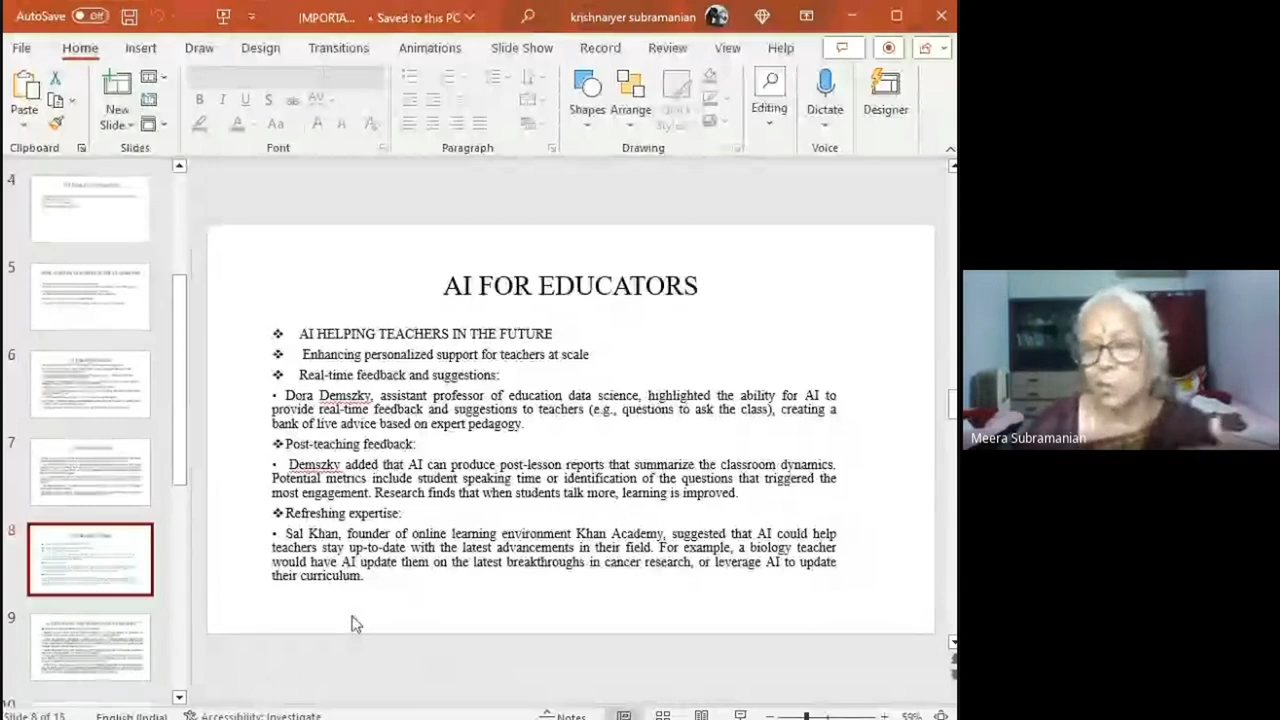 AutoSave Off IMPORTA... • Saved to this PC krishnaiyer subramanian
File Home Insert Draw Design Transitions Animations Slide Show Record Review View Help
Paste
New
Slide
Shapes Arrange Quick
Styles
Editing
Dictate
Designer
Clipboard Slides Font Paragraph Drawing Voice
4
5
6
7
8
9
AI FOR EDUCATORS
❖ AI HELPING TEACHERS IN THE FUTURE
❖ Enhancing personalized support for teachers at scale
❖ Real-time feedback and suggestions:
• Dora Demszky, assistant professor of education data science, highlighted the ability for AI to
provide real-time feedback and suggestions to teachers (e.g., questions to ask the class), creating a
bank of live advice based on expert pedagogy.
❖Post-teaching feedback:
• Demszky added that AI can produce post-lesson reports that summarize the classroom dynamics.
Potential metrics include student speaking time or identification of the questions that triggered the
most engagement. Research finds that when students talk more, learning is improved.
❖Refreshing expertise:
• Sal Khan, founder of online learning environment Khan Academy, suggested that AI could help
teachers stay up-to-date with the latest advancements in their field. For example, a biology teacher
would have AI update them on the latest breakthroughs in cancer research, or leverage AI to update
their curriculum.
Meera Subramanian
Slide 8 of 15 English (India) Accessibility: Investigate Notes 59%